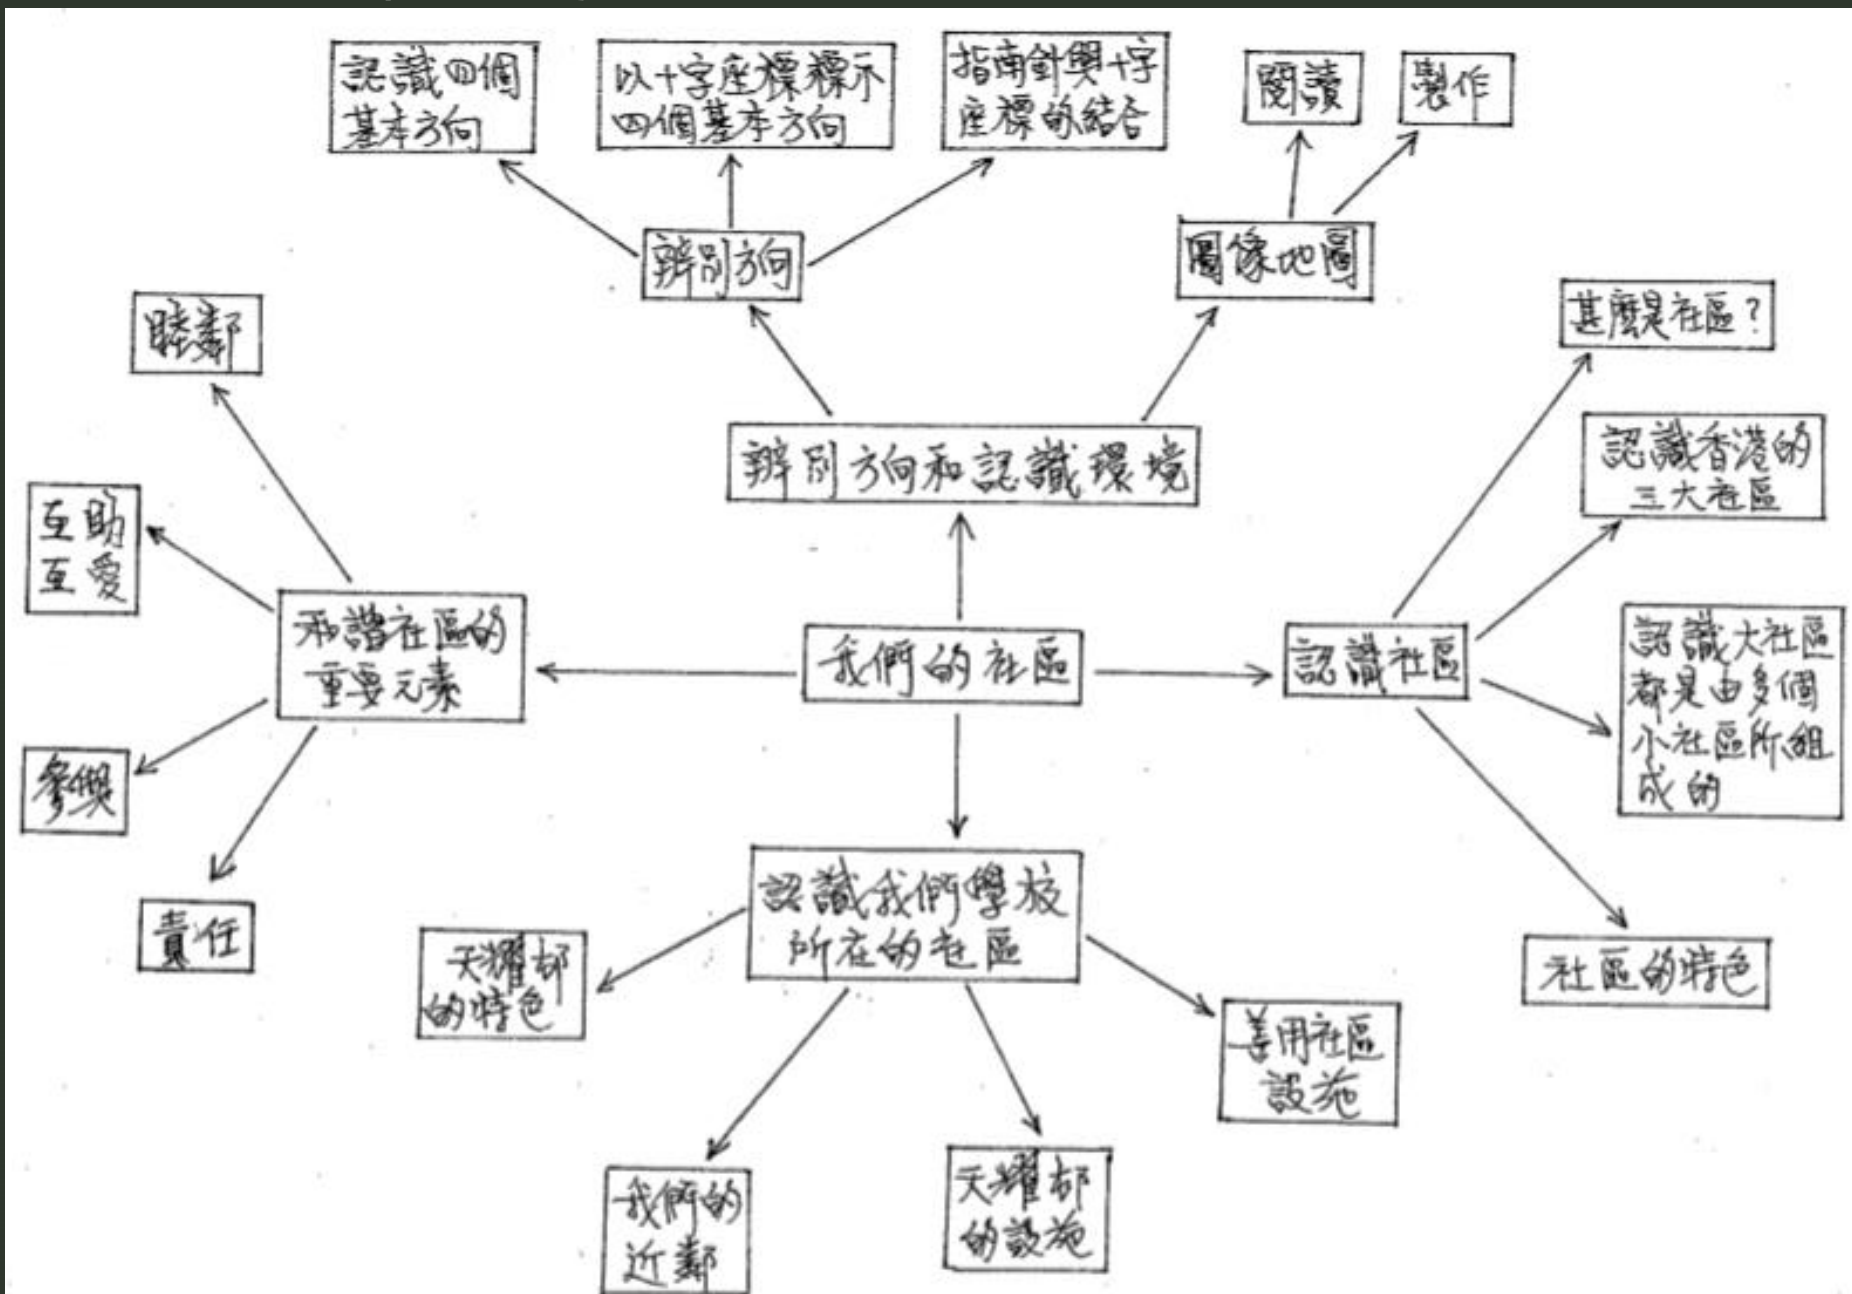 認識四個
基本方向
以十字座標標示
四個基本方向
指南針與十字
座標的結合
閱讀
製作
辨別方向
圖像地圖
睦鄰
甚麼是社區？
辨別方向和認識環境
認識香港的
三大社區
互助
互愛
和諧社區的
重要元素
我們的社區
認識社區
認識大社區
都是由多個
小社區所組
成的
參與
責任
認識我們學校
所在的社區
天耀邨
的特色
社區的特色
善用社區
設施
我們的
近鄰
天耀邨
的設施